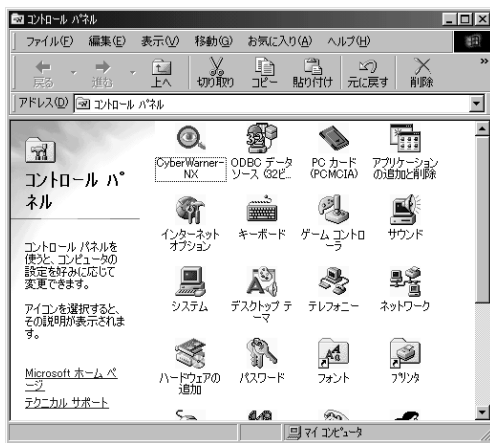 コントロール パネル
ファイル(F) 編集(E) 表示(V) 移動(G) お気に入り(A) ヘルプ(H)
戻る 進む 上へ 切り取り コピー 貼り付け 元に戻す 削除 »
アドレス(D) コントロール パネル
コントロール パ
ネル
コントロール パネルを
使うと、コンピュータの
設定を好みに応じて
変更できます。
アイコンを選択すると、
その説明が表示されま
す。
Microsoft ホーム ペ
ージ
テクニカル サポート
CyberWarner-
NX
ODBC データ
ソース (32ビ...
PC カード
(PCMCIA)
アプリケーション
の追加と削除
インターネット
オプション
キーボード
ゲーム コントロ
ーラ
サウンド
システム
デスクトップ テ
ーマ
テレフォニー
ネットワーク
ハードウェアの
追加
パスワード
フォント
プリンタ
マイ コンピュータ